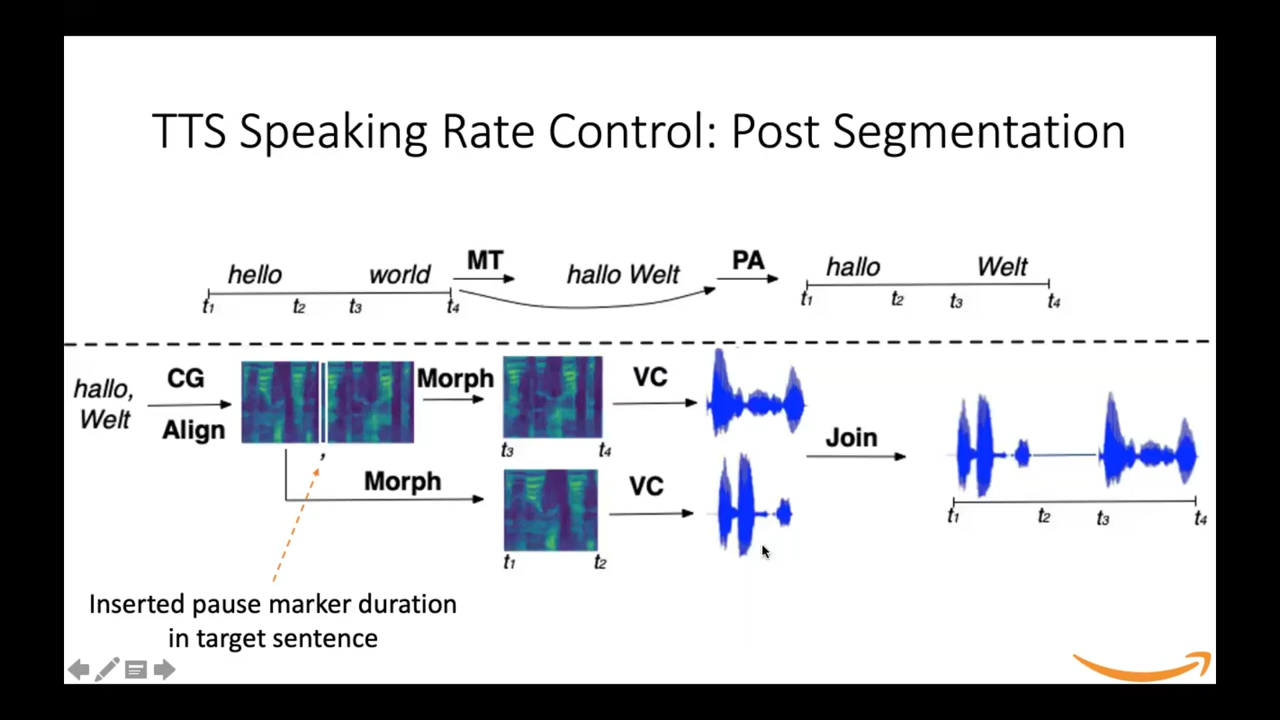 TTS Speaking Rate Control: Post Segmentation
hello world MT hallo Welt PA hallo Welt
t1 t2 t3 t4 t1 t2 t3 t4
hallo,
Welt
CG
Align
,
Morph
t3 t4
VC
Morph
t1 t2
VC
Join
t1 t2 t3 t4
Inserted pause marker duration
in target sentence